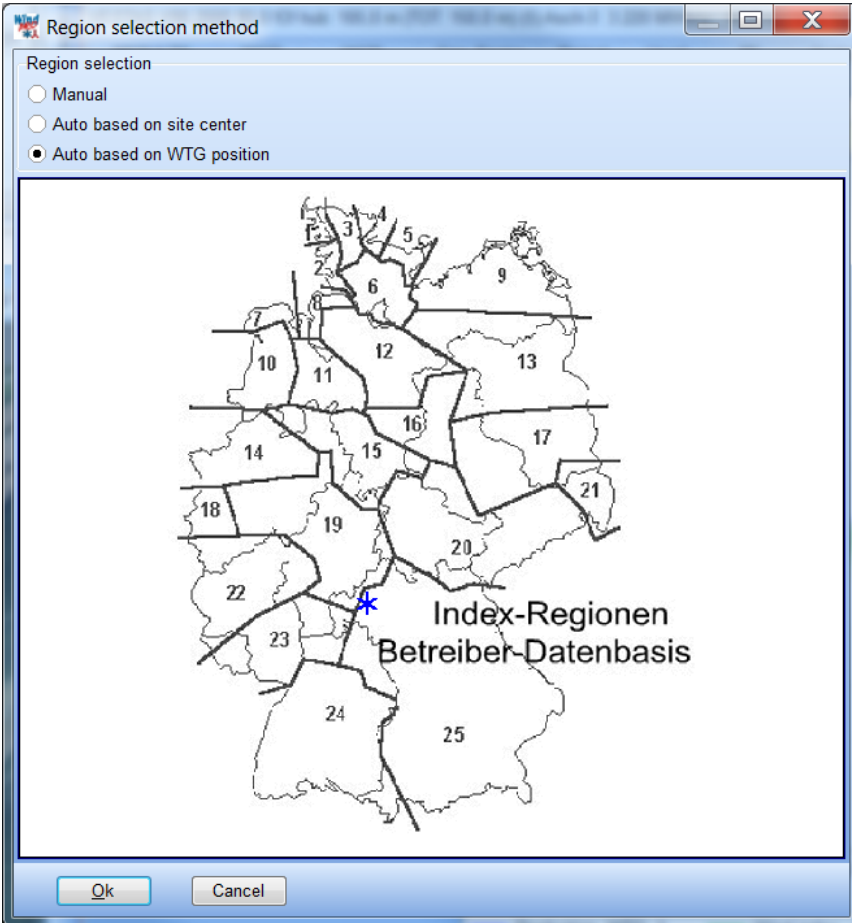 Region selection method
Region selection
Manual
Auto based on site center
Auto based on WTG position
1
3
4
5
2
6
9
8
7
12
10
11
13
16
14
15
17
18
21
19
20
22
Index-Regionen
23
Betreiber-Datenbasis
24
25
Ok
Cancel